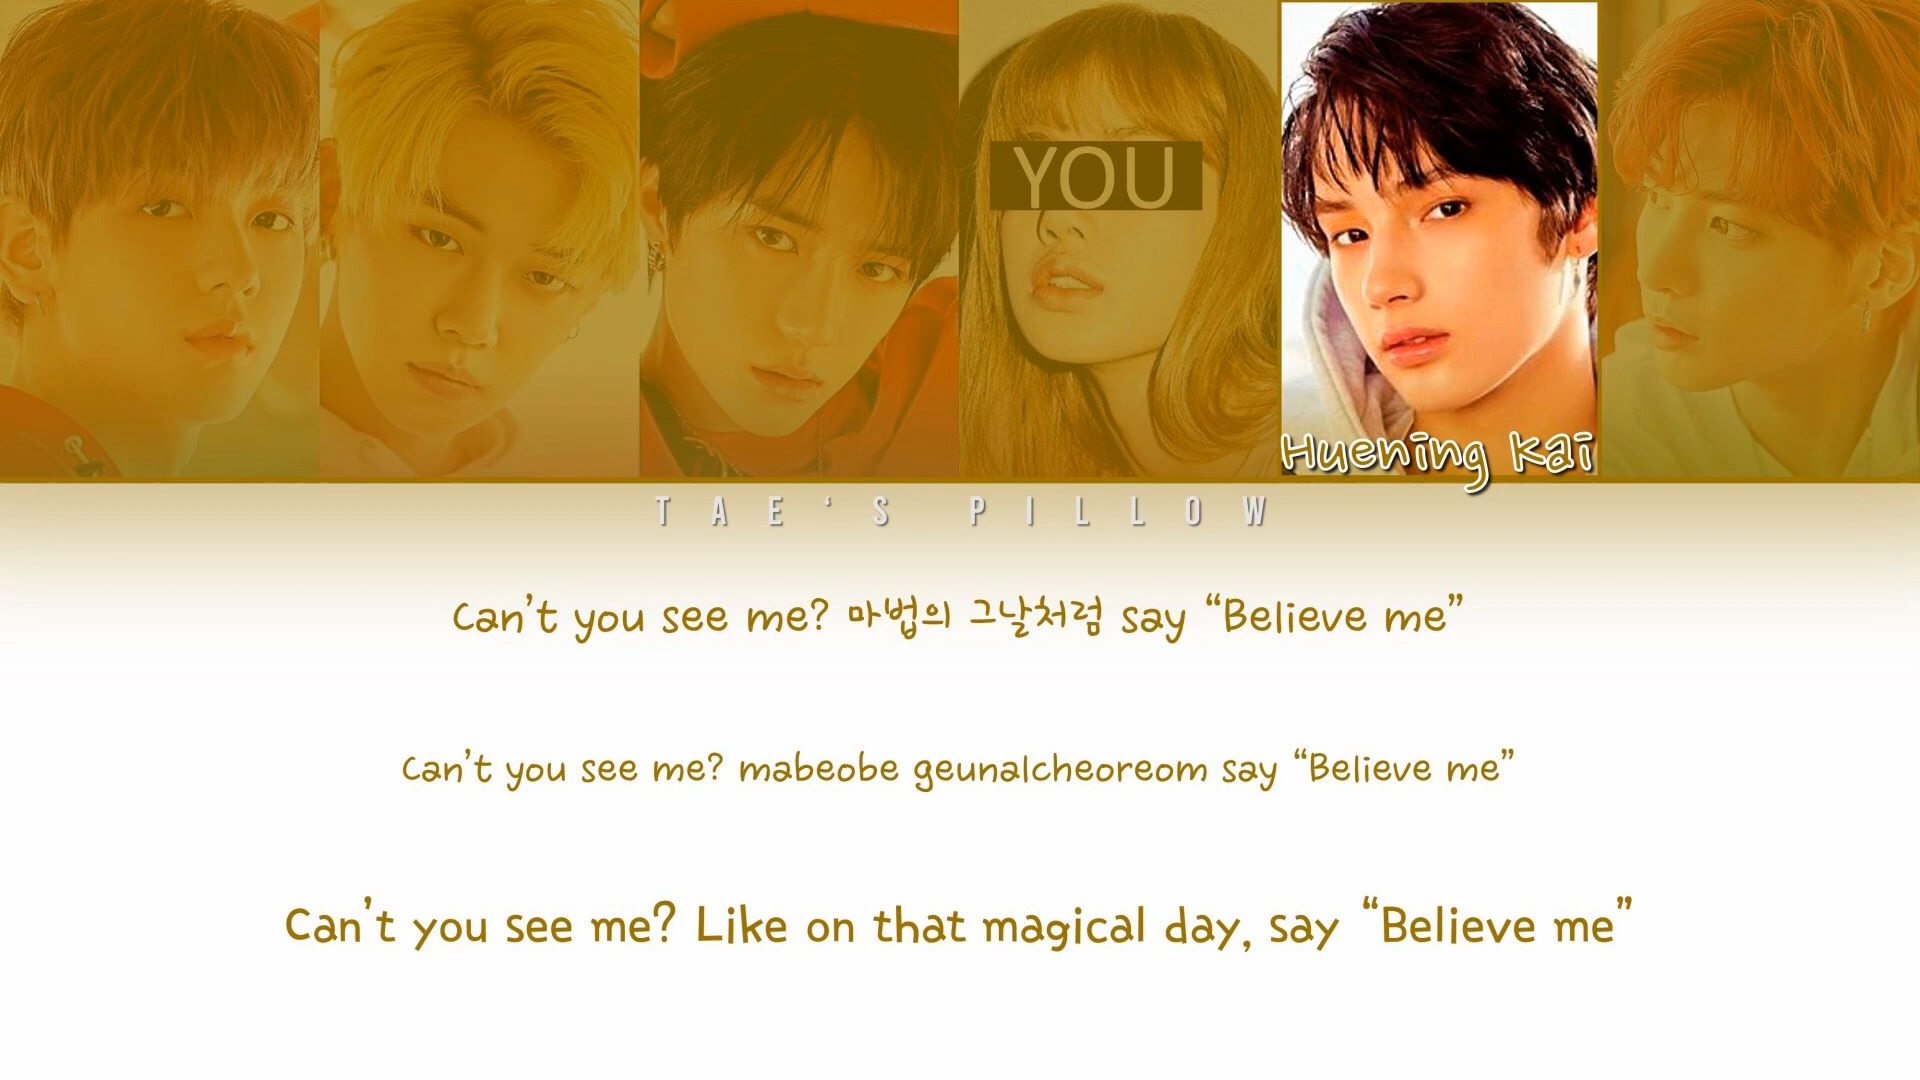 YOU
Huening Kai
TAE‘S PILLOW
Can’t you see me? 마법의 그날처럼 say “Believe me”
Can’t you see me? mabeobe geunalcheoreom say “Believe me”
Can’t you see me? Like on that magical day, say “Believe me”